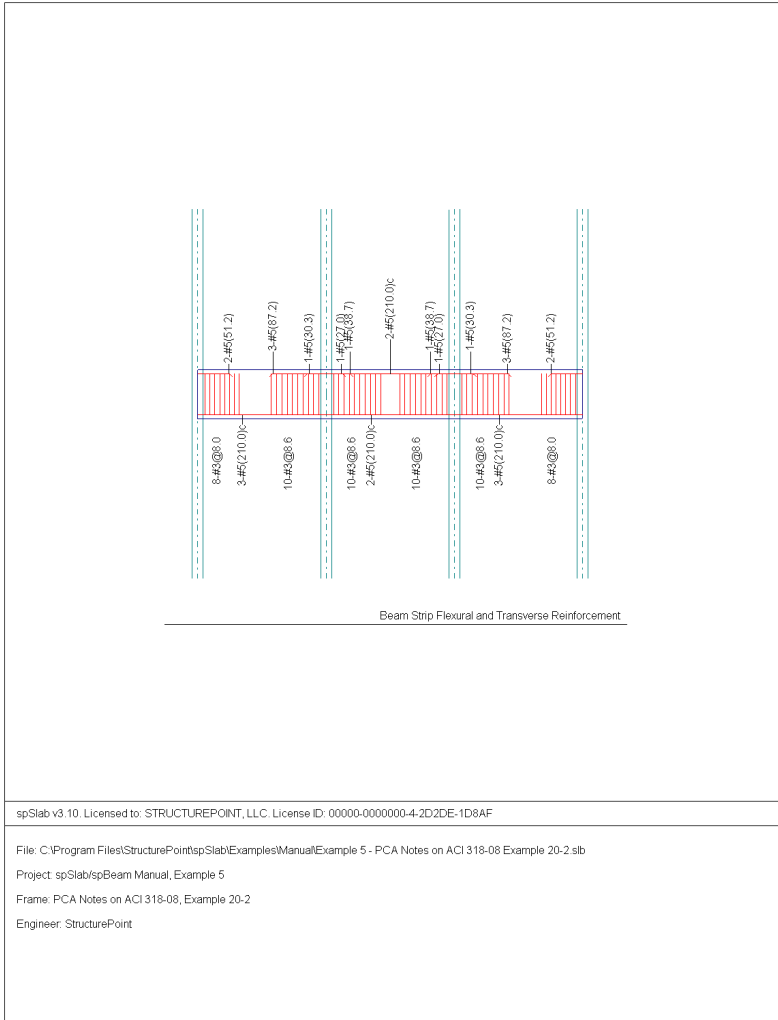 2-#5(51.2)
3-#5(87.2)
1-#5(30.3)
1-#5(27.0)
1-#5(38.7)
2-#5(210.0)c
1-#5(38.7)
1-#5(27.0)
1-#5(30.3)
3-#5(87.2)
2-#5(51.2)
8-#3@8.0
3-#5(210.0)c
10-#3@8.6
10-#3@8.6
2-#5(210.0)c
10-#3@8.6
10-#3@8.6
3-#5(210.0)c
8-#3@8.0
Beam Strip Flexural and Transverse Reinforcement
spSlab v3.10. Licensed to: STRUCTUREPOINT, LLC. License ID: 00000-0000000-4-2D2DE-1D8AF
File: C:\Program Files\StructurePoint\spSlab\Examples\Manual\Example 5 - PCA Notes on ACI 318-08 Example 20-2.slb
Project: spSlab/spBeam Manual, Example 5
Frame: PCA Notes on ACI 318-08, Example 20-2
Engineer: StructurePoint